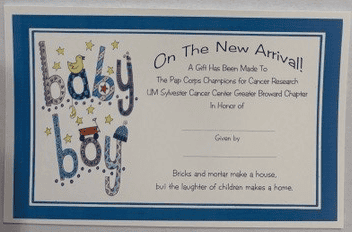 baby
boy
On The New Arrival!
A Gift Has Been Made To
The Pap Corps Champions for Cancer Research
UM Sylvester Cancer Center Greater Broward Chapter
In Honor of
Given by
Bricks and mortar make a house,
but the laughter of children makes a home.